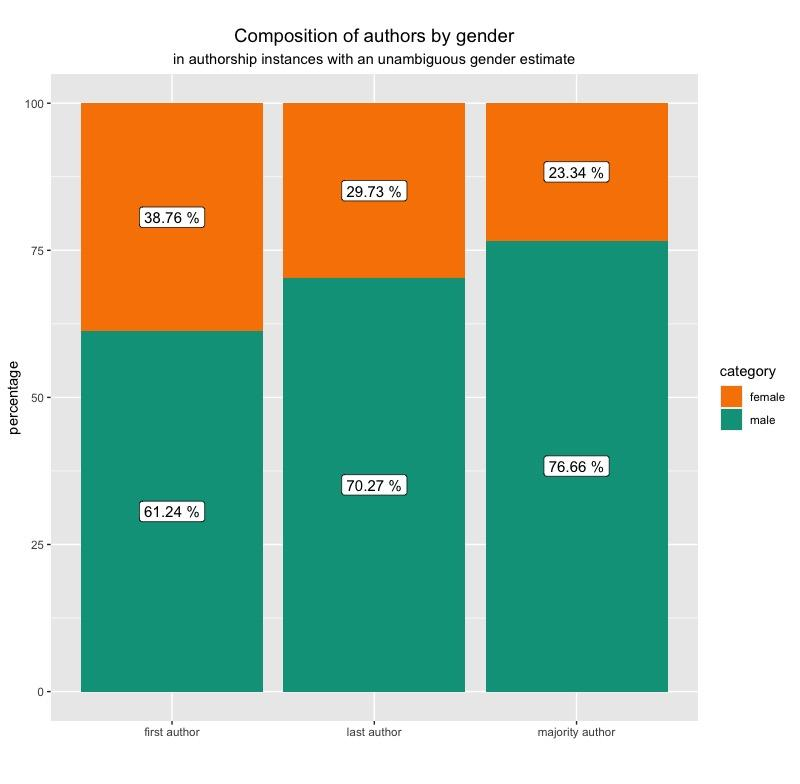 Composition of authors by gender
in authorship instances with an unambiguous gender estimate
percentage
100
75
50
25
0
38.76 %
29.73 %
23.34 %
61.24 %
70.27 %
76.66 %
first author
last author
majority author
category
female
male